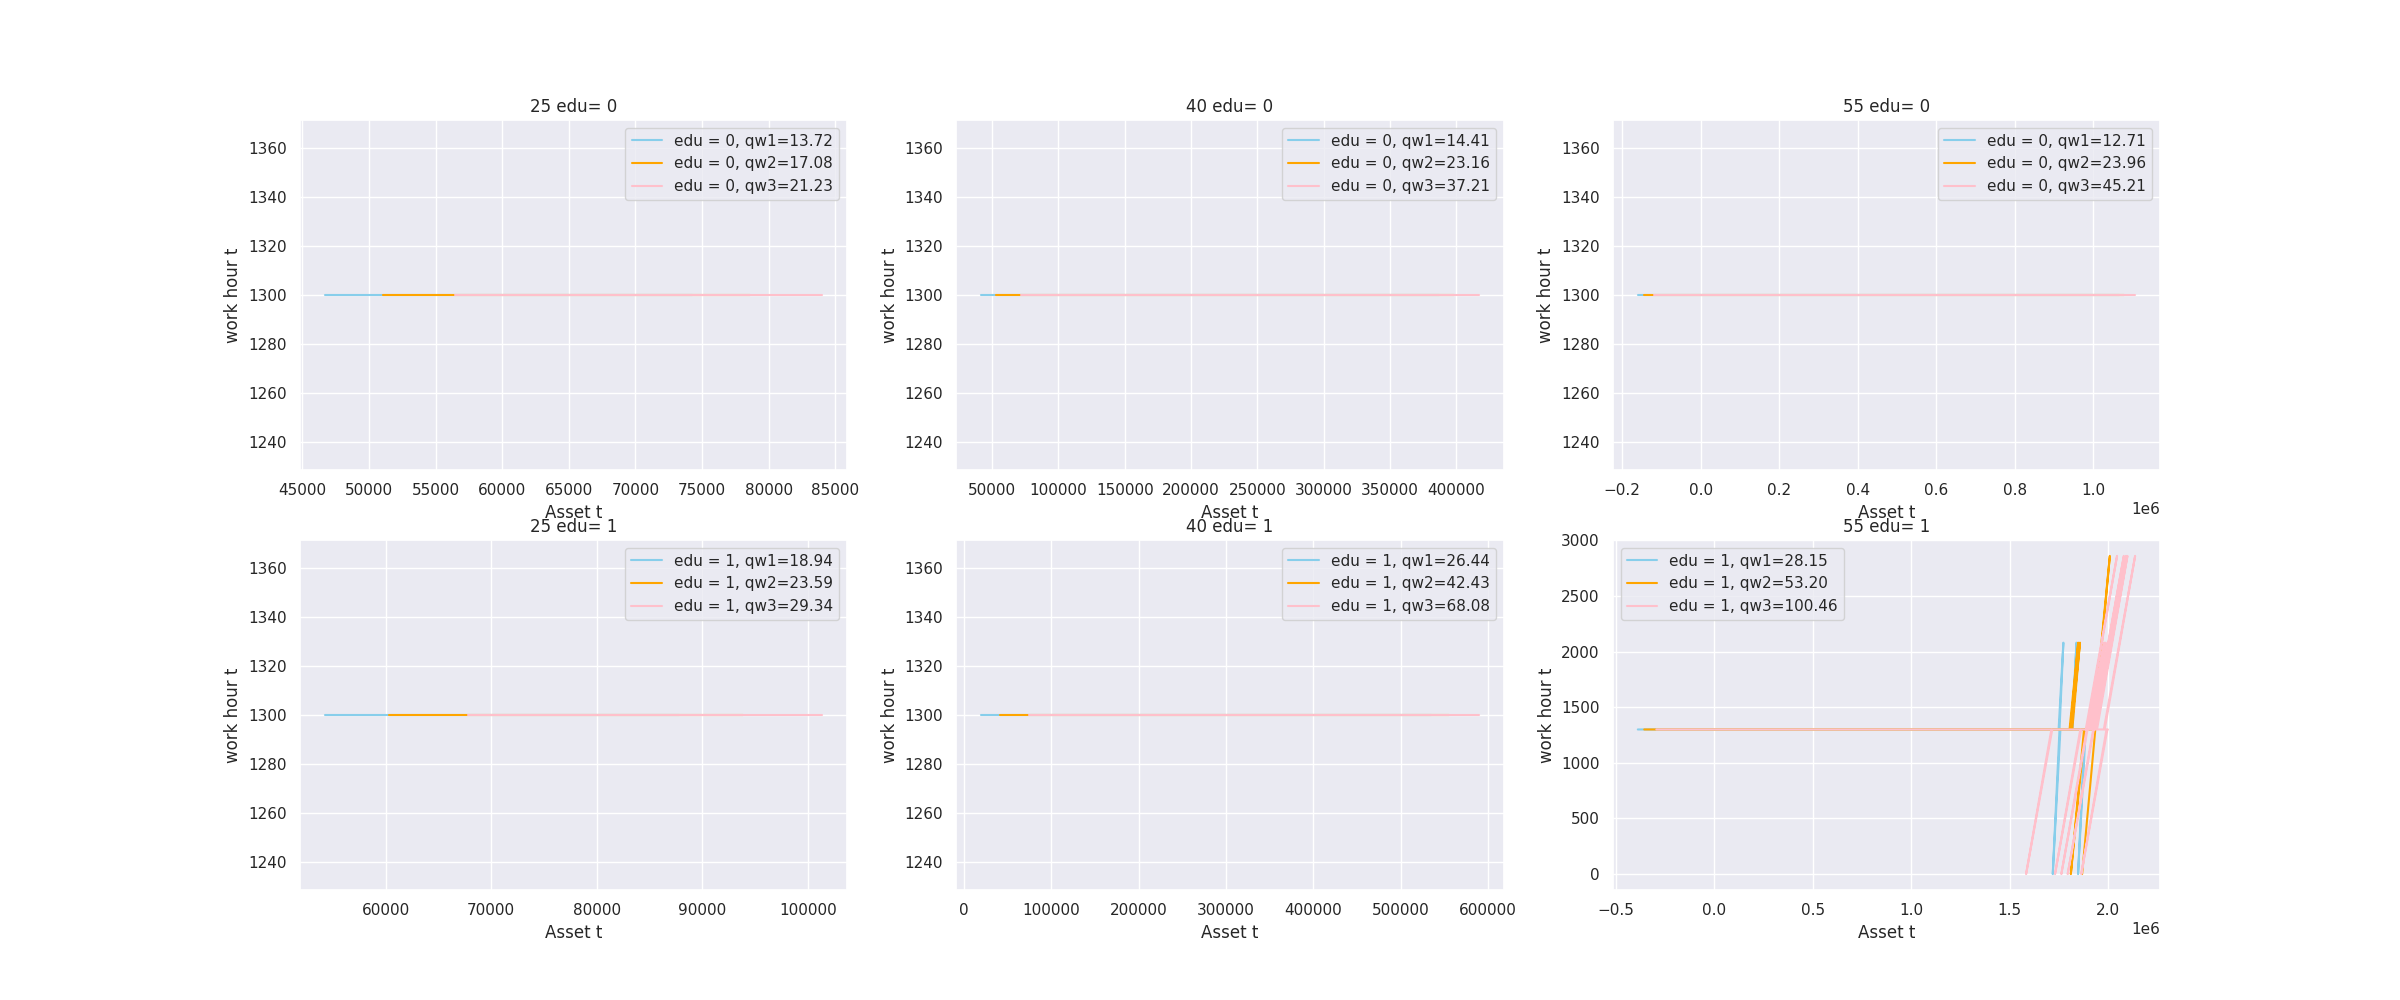 25 edu= 0
1360
1340
1320
1300
1280
1260
1240
work hour t
edu = 0, qw1=13.72
edu = 0, qw2=17.08
edu = 0, qw3=21.23
45000 50000 55000 60000 65000 70000 75000 80000 85000
Asset t
40 edu= 0
1360
1340
1320
1300
1280
1260
1240
work hour t
edu = 0, qw1=14.41
edu = 0, qw2=23.16
edu = 0, qw3=37.21
50000 100000 150000 200000 250000 300000 350000 400000
Asset t
55 edu= 0
1360
1340
1320
1300
1280
1260
1240
work hour t
edu = 0, qw1=12.71
edu = 0, qw2=23.96
edu = 0, qw3=45.21
−0.2 0.0 0.2 0.4 0.6 0.8 1.0
1e6
Asset t
25 edu= 1
1360
1340
1320
1300
1280
1260
1240
work hour t
edu = 1, qw1=18.94
edu = 1, qw2=23.59
edu = 1, qw3=29.34
60000 70000 80000 90000 100000
Asset t
40 edu= 1
1360
1340
1320
1300
1280
1260
1240
work hour t
edu = 1, qw1=26.44
edu = 1, qw2=42.43
edu = 1, qw3=68.08
0 100000 200000 300000 400000 500000 600000
Asset t
55 edu= 1
3000
2500
2000
1500
1000
500
0
work hour t
edu = 1, qw1=28.15
edu = 1, qw2=53.20
edu = 1, qw3=100.46
−0.5 0.0 0.5 1.0 1.5 2.0
1e6
Asset t